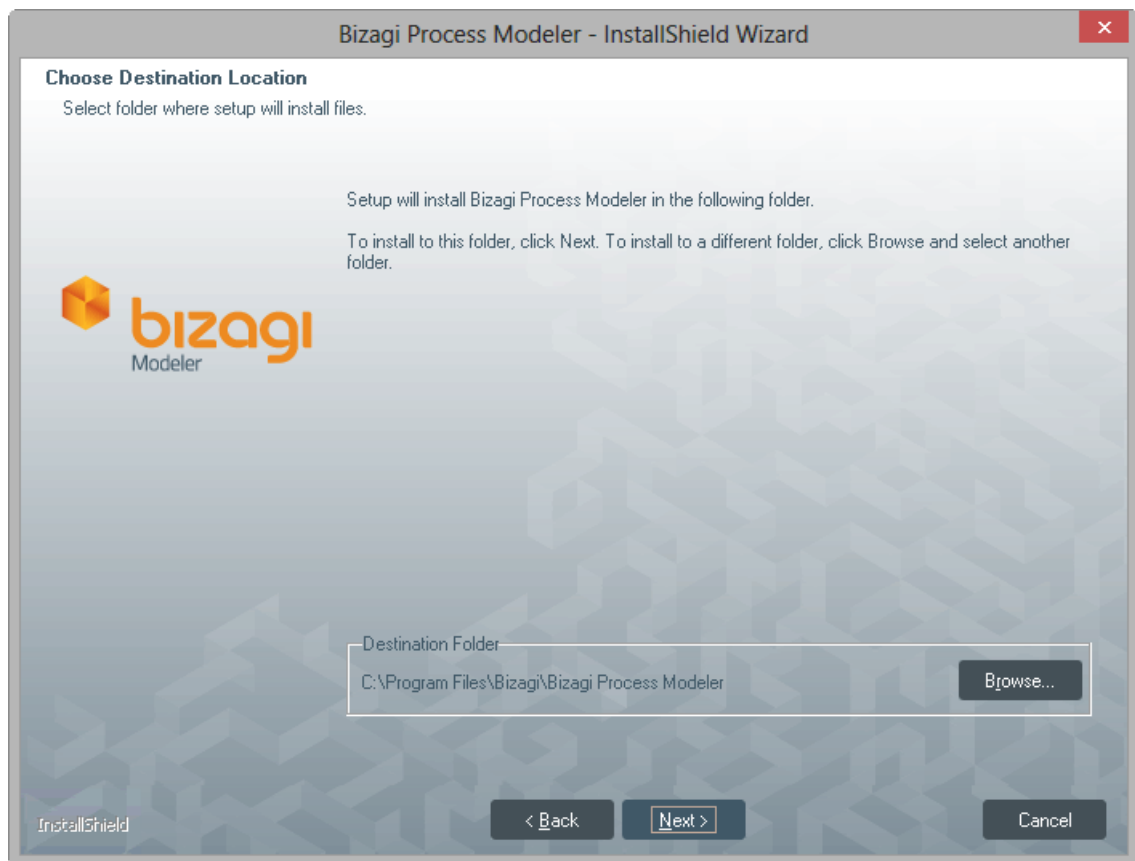 Bizagi Process Modeler - InstallShield Wizard
Choose Destination Location
Select folder where setup will install files.
Setup will install Bizagi Process Modeler in the following folder.
To install to this folder, click Next. To install to a different folder, click Browse and select another
folder.
bizagi
Modeler
Destination Folder
C:\Program Files\Bizagi\Bizagi Process Modeler
Browse...
InstallShield
< Back
Next >
Cancel